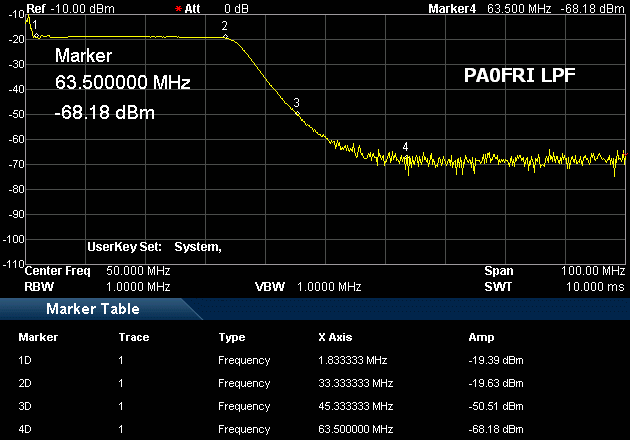 Ref -10.00 dBm * Att 0 dB Marker4 63.500 MHz -68.18 dBm
-10
1
2
-20
Marker
-30
63.500000 MHz
PA0FRI LPF
-40
-68.18 dBm
3
-50
-60
4
-70
-80
-90
-100
UserKey Set: System,
-110
Center Freq 50.000 MHz Span 100.00 MHz
RBW 1.0000 MHz VBW 1.0000 MHz SWT 10.000 ms
Marker Table
Marker Trace Type X Axis Amp
1D 1 Frequency 1.833333 MHz -19.39 dBm
2D 1 Frequency 33.333333 MHz -19.63 dBm
3D 1 Frequency 45.333333 MHz -50.51 dBm
4D 1 Frequency 63.500000 MHz -68.18 dBm